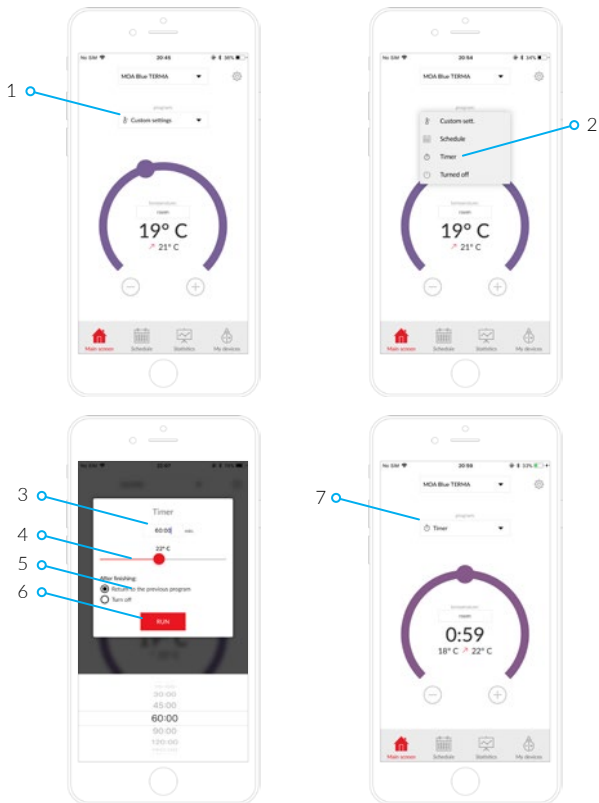 No SIM 20:45 36%
MOA Blue TERMA
program:
Custom settings
1
temperature:
room
19° C
21° C
Main screen Schedule Statistics My devices
No SIM 20:54 34%
MOA Blue TERMA
program:
Custom sett.
Schedule
Timer
Turned off
2
temperature:
room
19° C
21° C
Main screen Schedule Statistics My devices
No SIM
Timer
3
60:00 min.
22° C
4
After finishing:
5
Return to the previous program
6
Turn off
RUN
30:00
45:00
60:00
90:00
120:00
No SIM 20:58 33%
MOA Blue TERMA
program:
7
Timer
temperature:
room
0:59
18° C 22° C
Main screen Schedule Statistics My devices